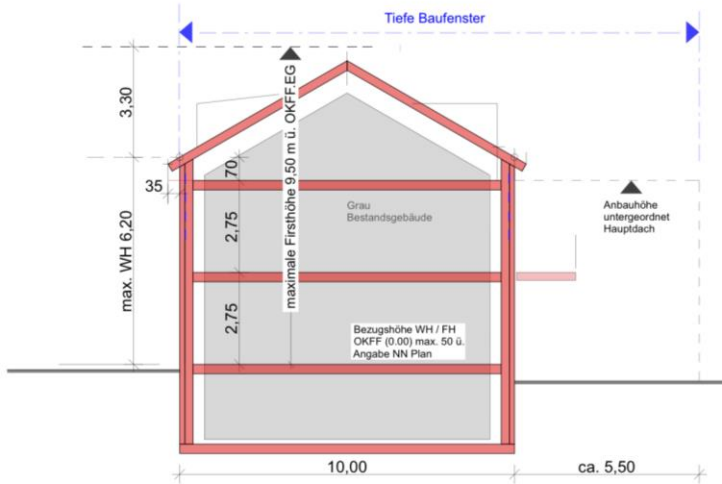 Tiefe Baufenster
3,30
maximale Firsthöhe 9,50 m ü. OKFF.EG
35
70
max. WH 6,20
2,75
2,75
Grau
Bestandsgebäude
Anbauhöhe
untergeordnet
Hauptdach
Bezugshöhe WH / FH
OKFF (0.00) max. 50 ü.
Angabe NN Plan
10,00
ca. 5,50